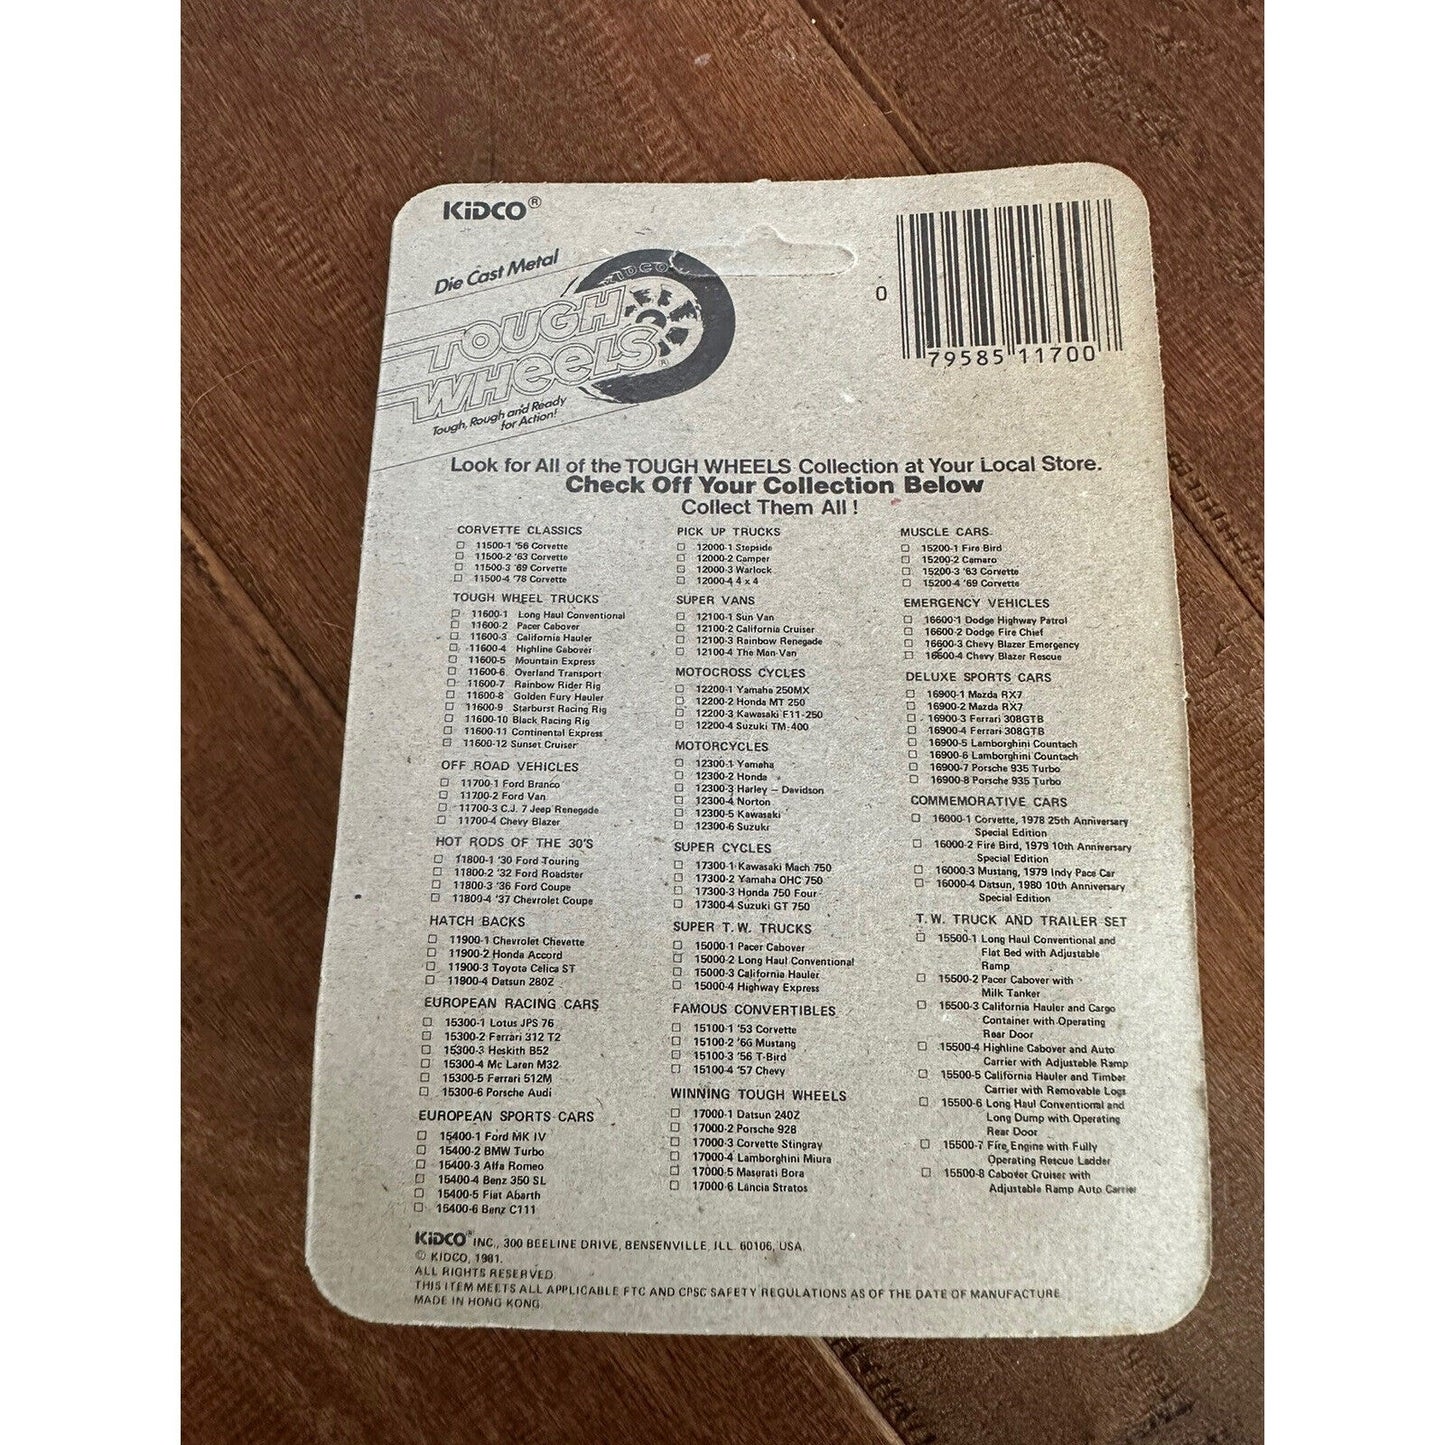 KiDCO®
Die Cast Metal
KIDCO
TOUGH
WHEELS®
Tough, Rough and Ready
for Action!
0 79585 11700
Look for All of the TOUGH WHEELS Collection at Your Local Store.
Check Off Your Collection Below
Collect Them All !
CORVETTE CLASSICS
11500-1 '56 Corvette
11500-2 '63 Corvette
11500-3 '69 Corvette
11500-4 '78 Corvette
TOUGH WHEEL TRUCKS
11600-1 Long Haul Conventional
11600-2 Pacer Cabover
11600-3 California Hauler
11600-4 Highline Cabover
11600-5 Mountain Express
11600-6 Overland Transport
11600-7 Rainbow Rider Rig
11600-8 Golden Fury Hauler
11600-9 Starburst Racing Rig
11600-10 Black Racing Rig
11600-11 Continental Express
11600-12 Sunset Cruiser
OFF ROAD VEHICLES
11700-1 Ford Branco
11700-2 Ford Van
11700-3 C.J. 7 Jeep Renegade
11700-4 Chevy Blazer
HOT RODS OF THE 30'S
11800-1 '30 Ford Touring
11800-2 '32 Ford Roadster
11800-3 '36 Ford Coupe
11800-4 '37 Chevrolet Coupe
HATCH BACKS
11900-1 Chevrolet Chevette
11900-2 Honda Accord
11900-3 Toyota Celica ST
11900-4 Datsun 280Z
EUROPEAN RACING CARS
15300-1 Lotus JPS 76
15300-2 Ferrari 312 T2
15300-3 Heskith B52
15300-4 Mc Laren M32
15300-5 Ferrari 512M
15300-6 Porsche Audi
EUROPEAN SPORTS CARS
15400-1 Ford MK IV
15400-2 BMW Turbo
15400-3 Alfa Romeo
15400-4 Benz 350 SL
15400-5 Fiat Abarth
15400-6 Benz C111
PICK UP TRUCKS
12000-1 Stepside
12000-2 Camper
12000-3 Warlock
12000-4 4 x 4
SUPER VANS
12100-1 Sun Van
12100-2 California Cruiser
12100-3 Rainbow Renegade
12100-4 The Man Van
MOTOCROSS CYCLES
12200-1 Yamaha 250MX
12200-2 Honda MT 250
12200-3 Kawasaki F11-250
12200-4 Suzuki TM-400
MOTORCYCLES
12300-1 Yamaha
12300-2 Honda
12300-3 Harley – Davidson
12300-4 Norton
12300-5 Kawasaki
12300-6 Suzuki
SUPER CYCLES
17300-1 Kawasaki Mach 750
17300-2 Yamaha OHC 750
17300-3 Honda 750 Four
17300-4 Suzuki GT 750
SUPER T.W. TRUCKS
15000-1 Pacer Cabover
15000-2 Long Haul Conventional
15000-3 California Hauler
15000-4 Highway Express
FAMOUS CONVERTIBLES
15100-1 '53 Corvette
15100-2 '66 Mustang
15100-3 '56 T-Bird
15100-4 '57 Chevy
WINNING TOUGH WHEELS
17000-1 Datsun 240Z
17000-2 Porsche 928
17000-3 Corvette Stingray
17000-4 Lamborghini Miura
17000-5 Maserati Bora
17000-6 Lancia Stratos
MUSCLE CARS
15200-1 Fire Bird
15200-2 Camaro
15200-3 '63 Corvette
15200-4 '69 Corvette
EMERGENCY VEHICLES
16600-1 Dodge Highway Patrol
16600-2 Dodge Fire Chief
16600-3 Chevy Blazer Emergency
16600-4 Chevy Blazer Rescue
DELUXE SPORTS CARS
16900-1 Mazda RX7
16900-2 Mazda RX7
16900-3 Ferrari 308GTB
16900-4 Ferrari 308GTB
16900-5 Lamborghini Countach
16900-6 Lamborghini Countach
16900-7 Porsche 935 Turbo
16900-8 Porsche 935 Turbo
COMMEMORATIVE CARS
16000-1 Corvette, 1978 25th Anniversary
Special Edition
16000-2 Fire Bird, 1979 10th Anniversary
Special Edition
16000-3 Mustang, 1979 Indy Pace Car
16000-4 Datsun, 1980 10th Anniversary
Special Edition
T.W. TRUCK AND TRAILER SET
15500-1 Long Haul Conventional and
Flat Bed with Adjustable
Ramp
15500-2 Pacer Cabover with
Milk Tanker
15500-3 California Hauler and Cargo
Container with Operating
Rear Door
15500-4 Highline Cabover and Auto
Carrier with Adjustable Ramp
15500-5 California Hauler and Timber
Carrier with Removable Logs
15500-6 Long Haul Conventional and
Long Dump with Operating
Rear Door
15500-7 Fire Engine with Fully
Operating Rescue Ladder
15500-8 Cabover Cruiser with
Adjustable Ramp Auto Carrier
KiDCO® INC., 300 BEELINE DRIVE, BENSENVILLE, ILL. 60106, USA.
© KIDCO, 1981.
ALL RIGHTS RESERVED.
THIS ITEM MEETS ALL APPLICABLE FTC AND CPSC SAFETY REGULATIONS AS OF THE DATE OF MANUFACTURE
MADE IN HONG KONG